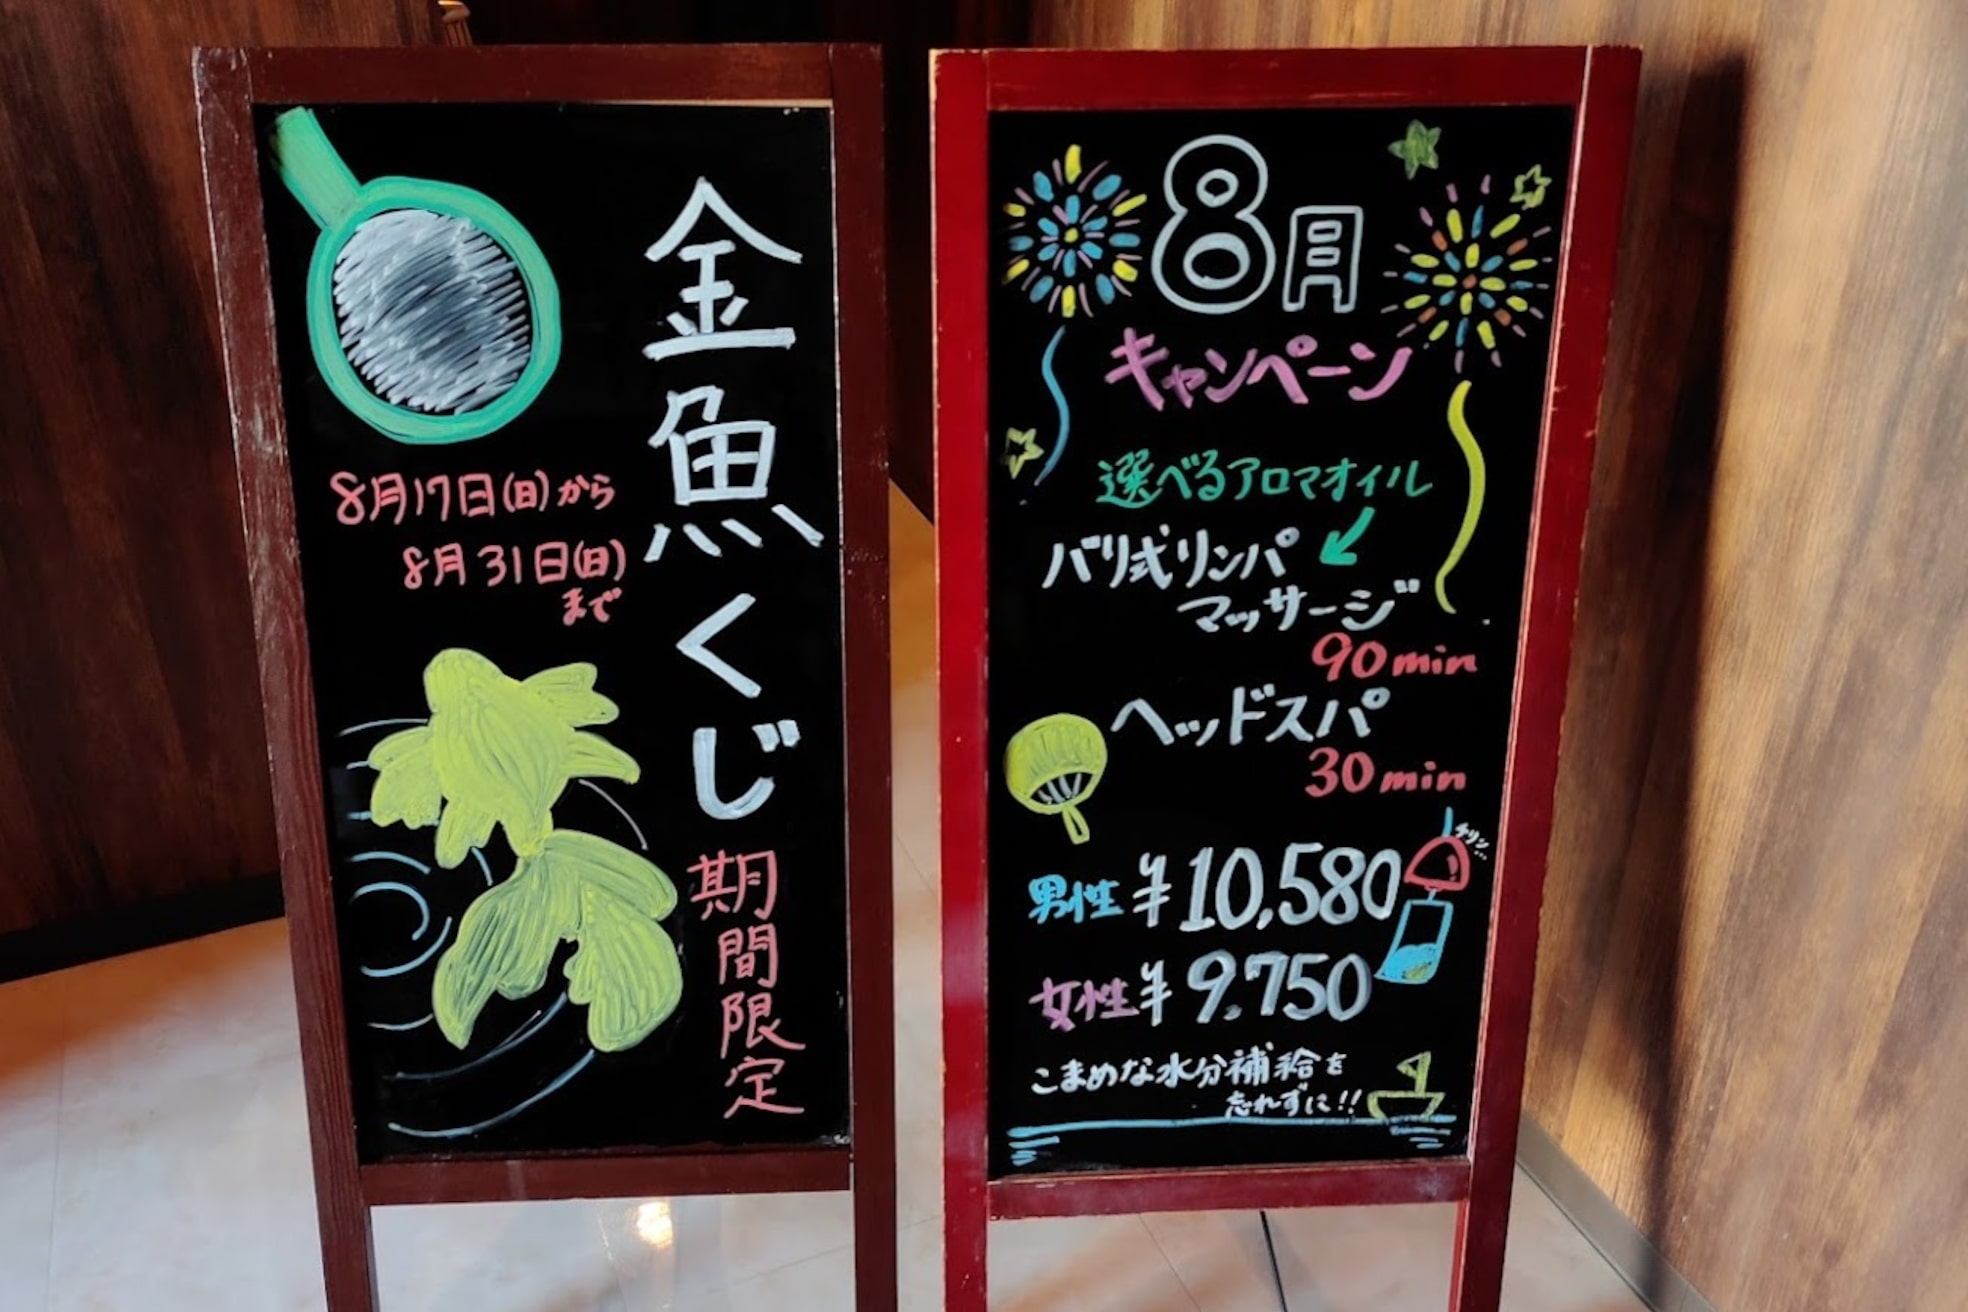 金魚くじ
期間限定
8月17日(日)から
8月31日(日)
まで
8月
キャンペーン
選べるアロマオイル
バリ式リンパ
マッサージ
90min
ヘッドスパ
30min
チリン...
男性 ¥10,580
女性 ¥9.750
こまめな水分補給を
忘れずに!!